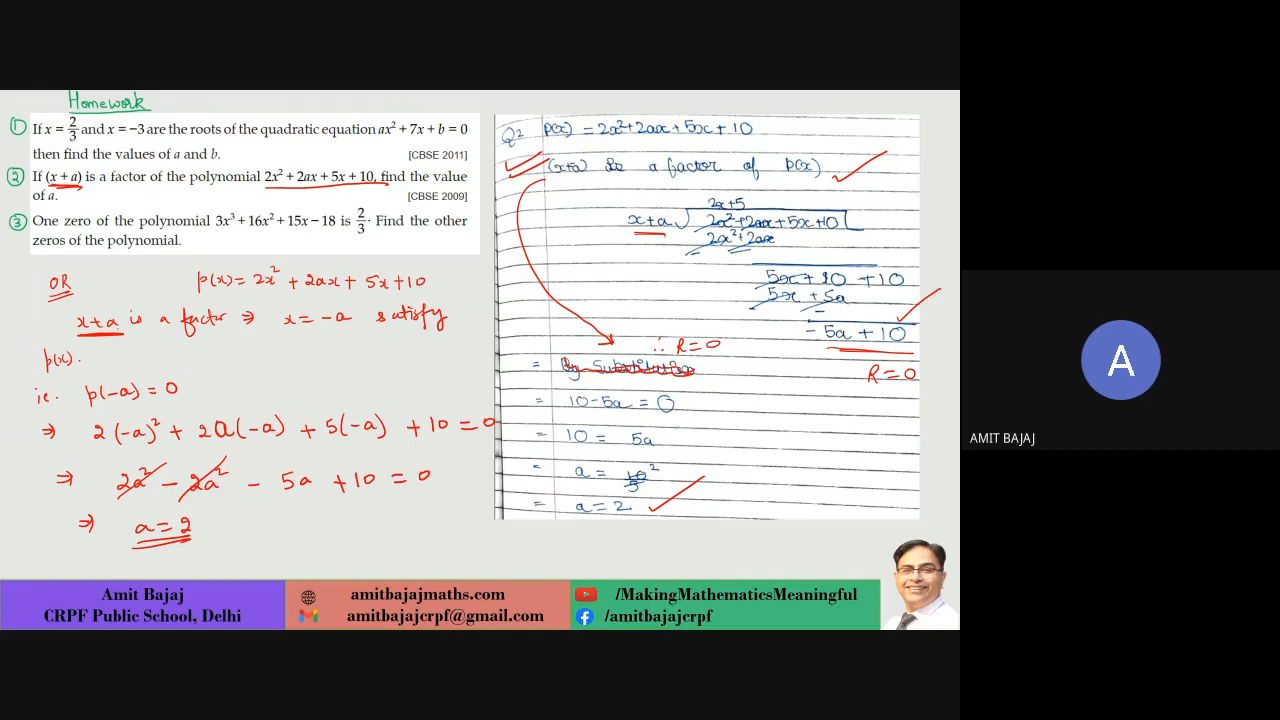 Homework
① If x = 2/3 and x = −3 are the roots of the quadratic equation ax² + 7x + b = 0
then find the values of a and b. [CBSE 2011]
② If (x + a) is a factor of the polynomial 2x² + 2ax + 5x + 10, find the value
of a. [CBSE 2009]
③ One zero of the polynomial 3x³ + 16x² + 15x − 18 is 2/3. Find the other
zeros of the polynomial.
OR p(x) = 2x² + 2ax + 5x + 10
x+a is a factor ⇒ x = −a satisfy
p(x).
ie. p(−a) = 0
⇒ 2(−a)² + 2a(−a) + 5(−a) + 10 = 0
⇒ 2a² − 2a² − 5a + 10 = 0
⇒ a = 2
Q2 p(x) = 2x² + 2ax + 5x + 10
(x+a) is a factor of p(x)
2x + 5
x+a 2x² + 2ax + 5x + 10
2x² + 2ax
5x + 10 + 10
5x + 5a
− 5a + 10
∴ R = 0
R = 0
= By Substitution
= 10 − 5a = 0
= 10 = 5a
= a = 10/5 2
= a = 2
A
AMIT BAJAJ
Amit Bajaj
CRPF Public School, Delhi
amitbajajmaths.com
amitbajajcrpf@gmail.com
/MakingMathematicsMeaningful
/amitbajajcrpf